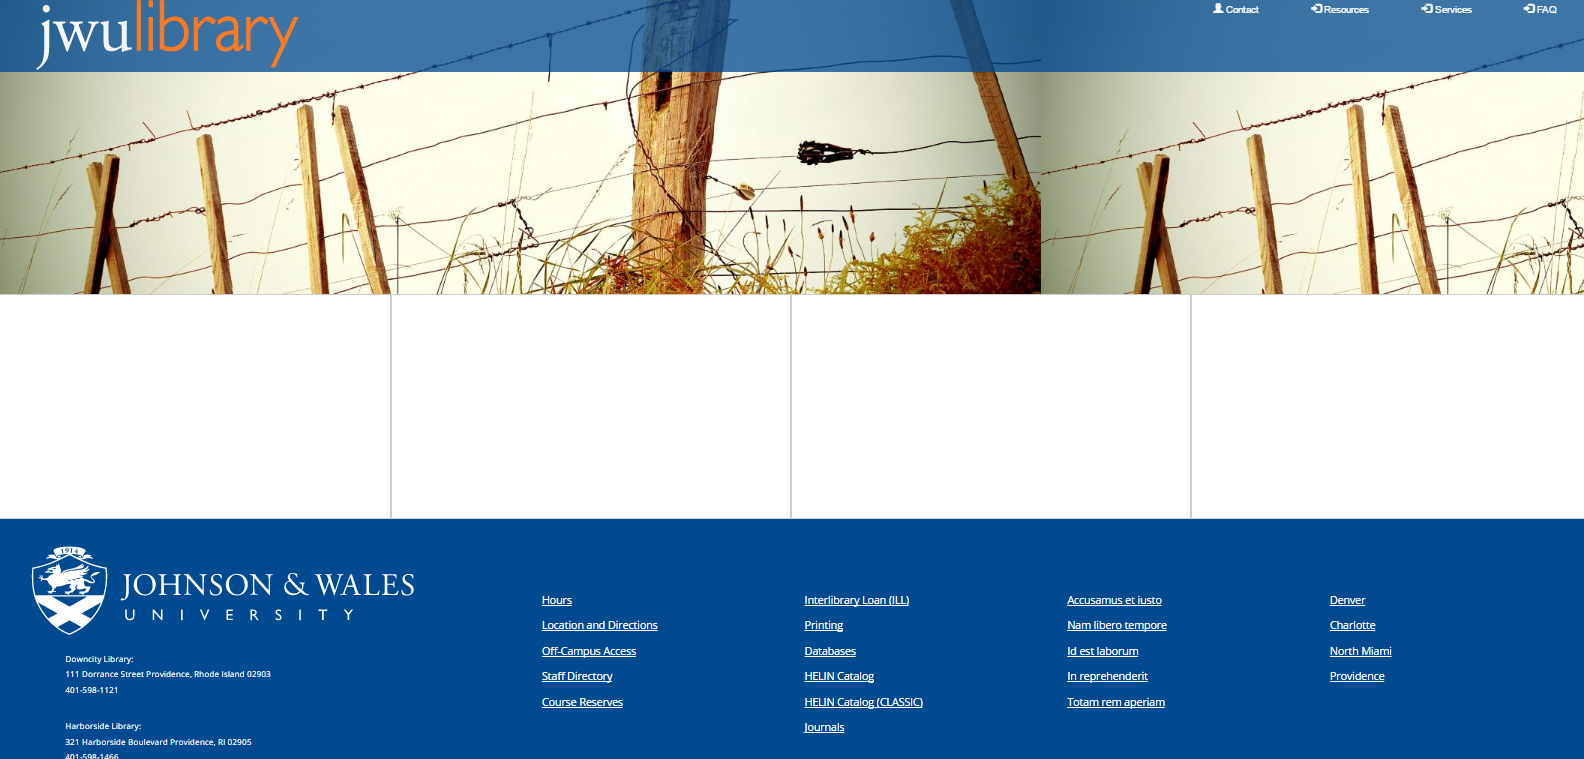 jwulibrary
Contact
Resources
Services
FAQ
1914
JOHNSON & WALES
UNIVERSITY
Downcity Library:
111 Dorrance Street Providence, Rhode Island 02903
401-598-1121
Harborside Library:
321 Harborside Boulevard Providence, RI 02905
401-598-1466
Hours
Location and Directions
Off-Campus Access
Staff Directory
Course Reserves
Interlibrary Loan (ILL)
Printing
Databases
HELIN Catalog
HELIN Catalog (CLASSIC)
Journals
Accusamus et iusto
Nam libero tempore
Id est laborum
In reprehenderit
Totam rem aperiam
Denver
Charlotte
North Miami
Providence